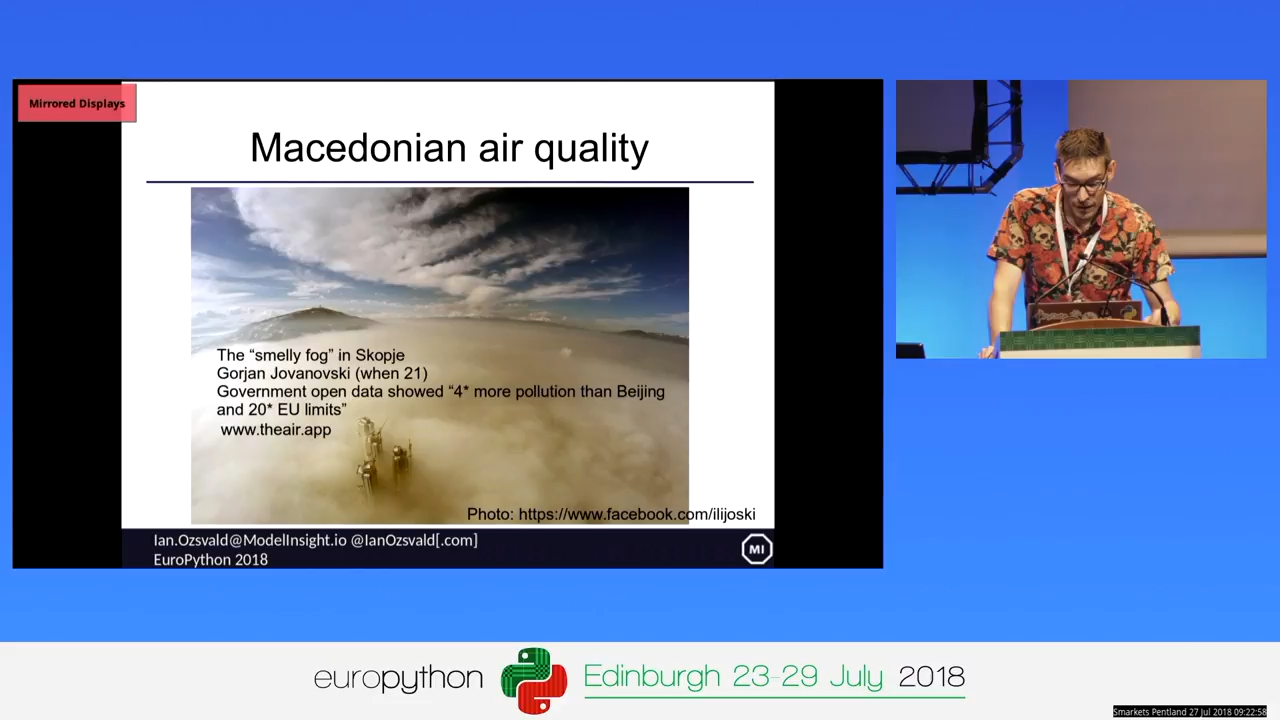 Mirrored Displays
Macedonian air quality
The “smelly fog” in Skopje
Gorjan Jovanovski (when 21)
Government open data showed “4* more pollution than Beijing
and 20* EU limits”
www.theair.app
Photo: https://www.facebook.com/ilijoski
Ian.Ozsvald@ModelInsight.io @IanOzsvald[.com]
EuroPython 2018
MI
europython
Edinburgh 23-29 July 2018
Smarkets Pentland 27 Jul 2018 09:22:58